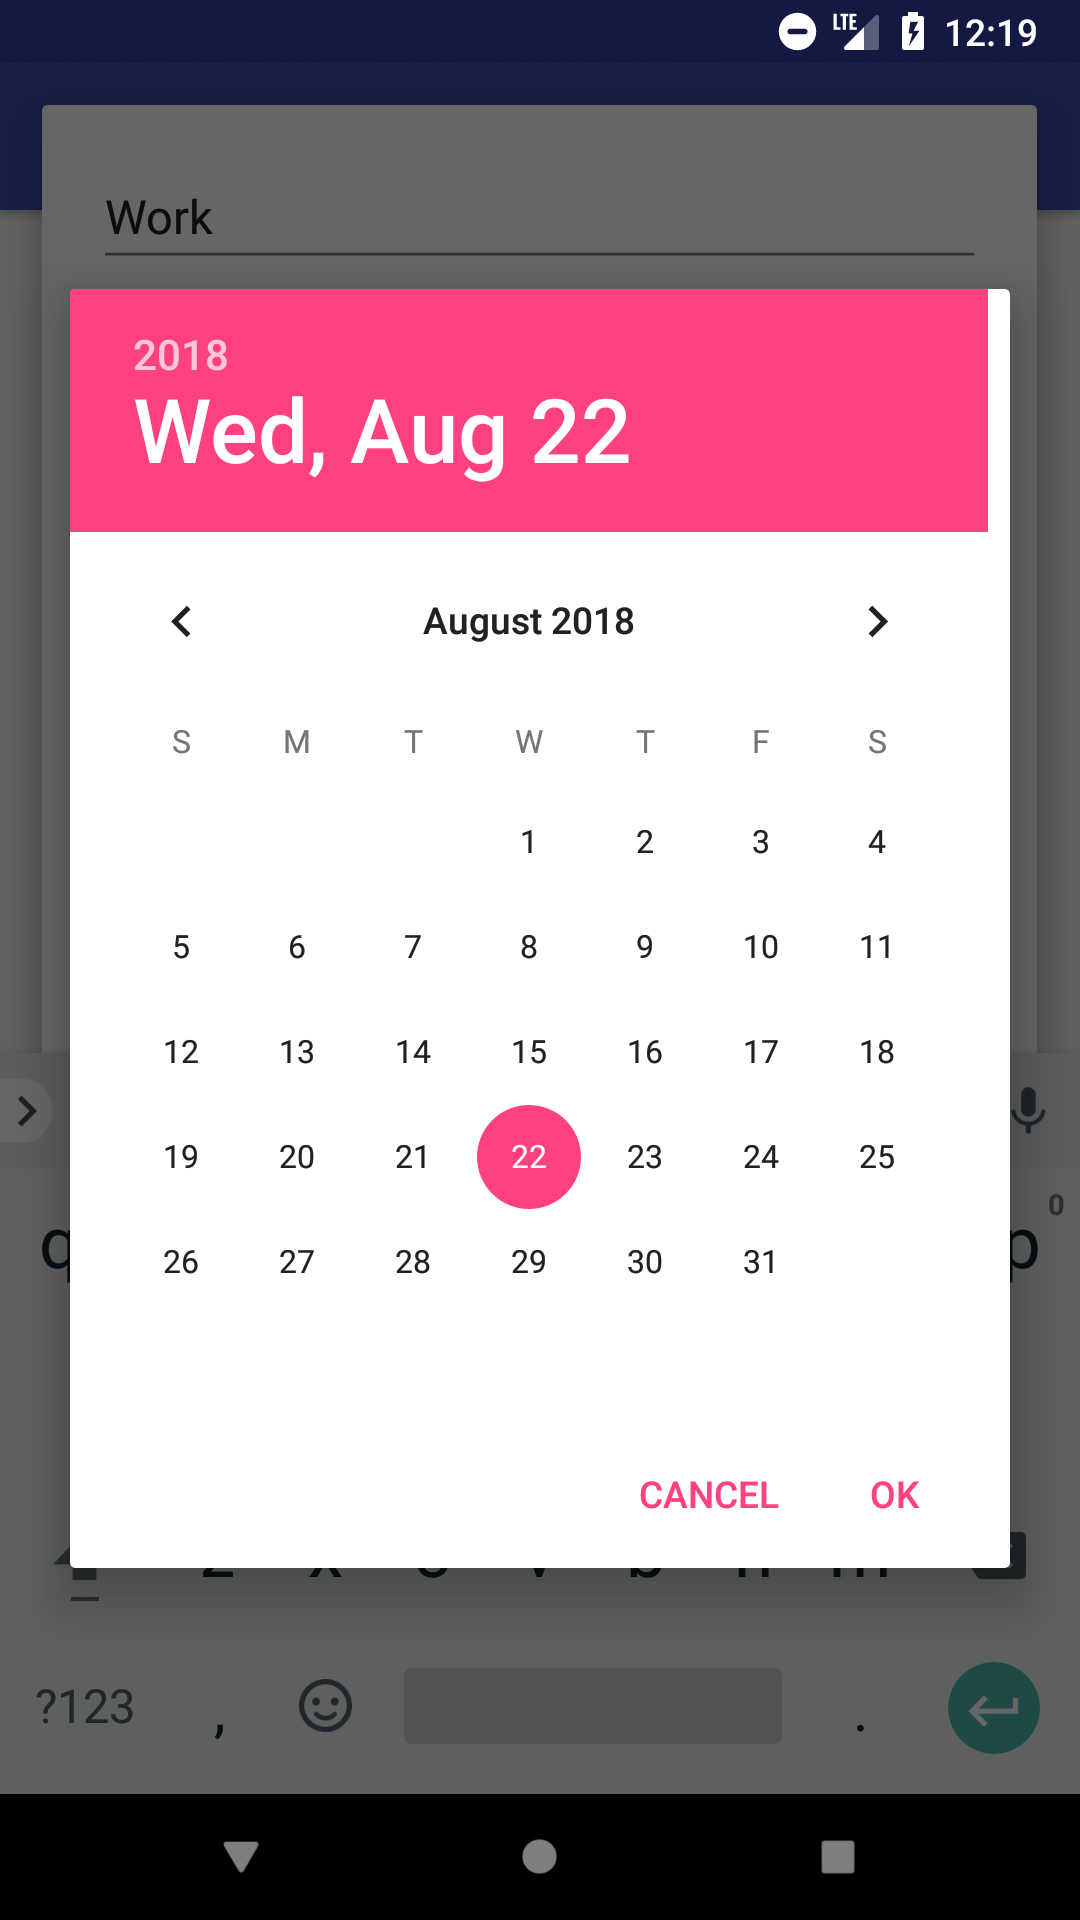 LTE 12:19
Work
2018
Wed, Aug 22
August 2018
S M T W T F S
1 2 3 4
5 6 7 8 9 10 11
12 13 14 15 16 17 18
19 20 21 22 23 24 25
26 27 28 29 30 31
0
q p
CANCEL OK
z x c v b n m
?123 , .